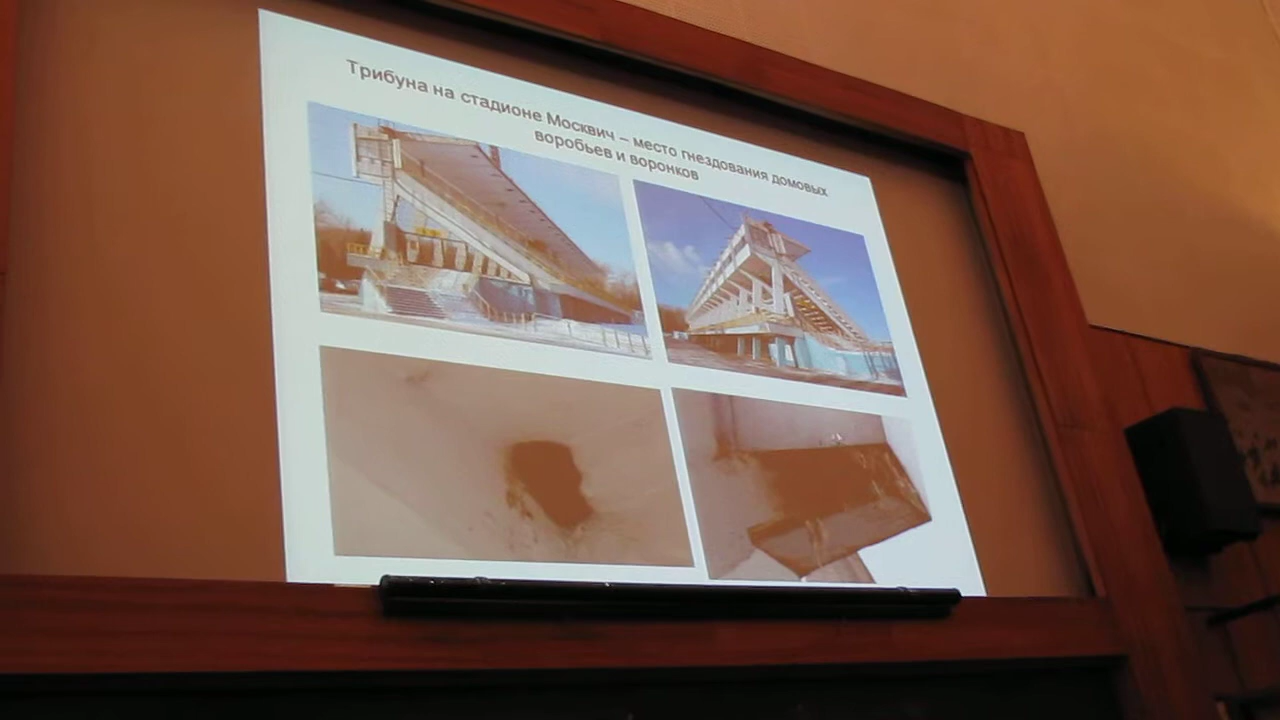 Трибуна на стадионе Москвич – место гнездования домовых
воробьев и воронков